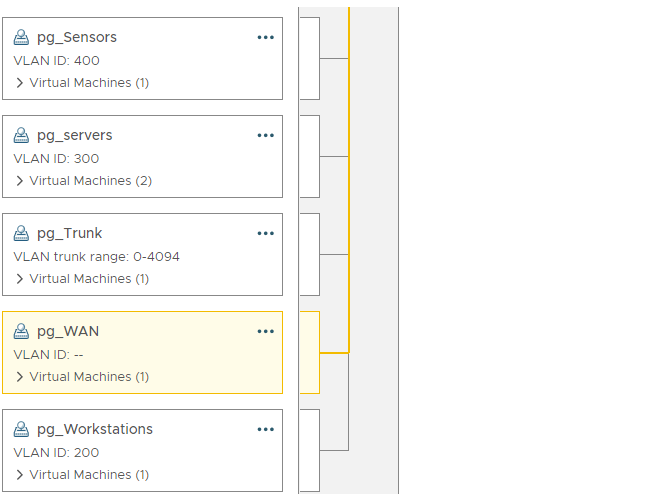 pg_Sensors
VLAN ID: 400
Virtual Machines (1)
pg_servers
VLAN ID: 300
Virtual Machines (2)
pg_Trunk
VLAN trunk range: 0-4094
Virtual Machines (1)
pg_WAN
VLAN ID: --
Virtual Machines (1)
pg_Workstations
VLAN ID: 200
Virtual Machines (1)